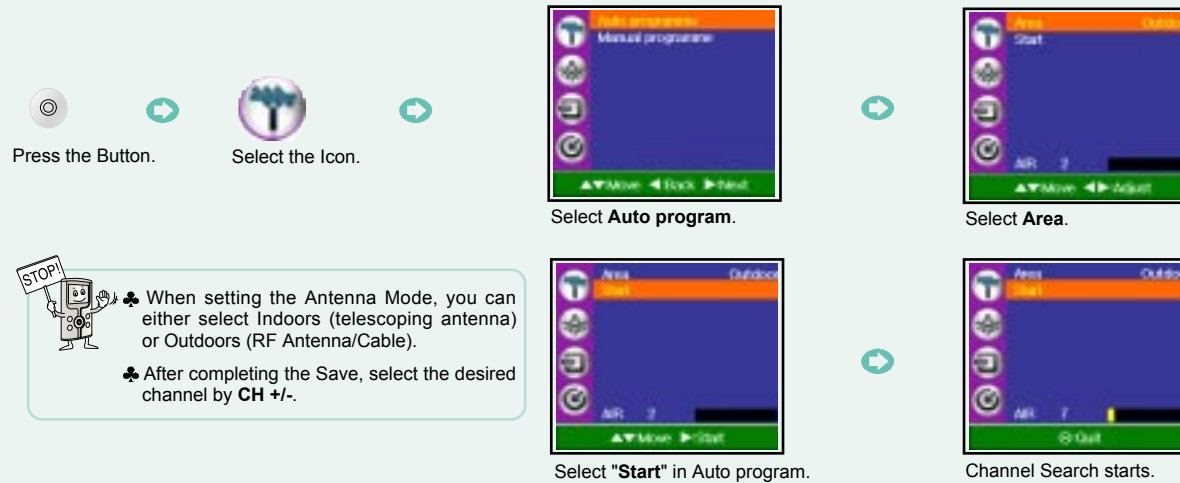 Press the Button.
Select the Icon.
Auto programme
Manual programme
▲▼Move ◀Back ▶Next
Select Auto program.
Area
Start
AIR 2
▲▼Move ◀▶Adjust
Select Area.
STOP!
♣ When setting the Antenna Mode, you can
either select Indoors (telescoping antenna)
or Outdoors (RF Antenna/Cable).
♣ After completing the Save, select the desired
channel by CH +/-.
Area
Start
AIR 2
▲▼Move ▶Start
Select "Start" in Auto program.
Area
Start
AIR 7
Quit
Channel Search starts.